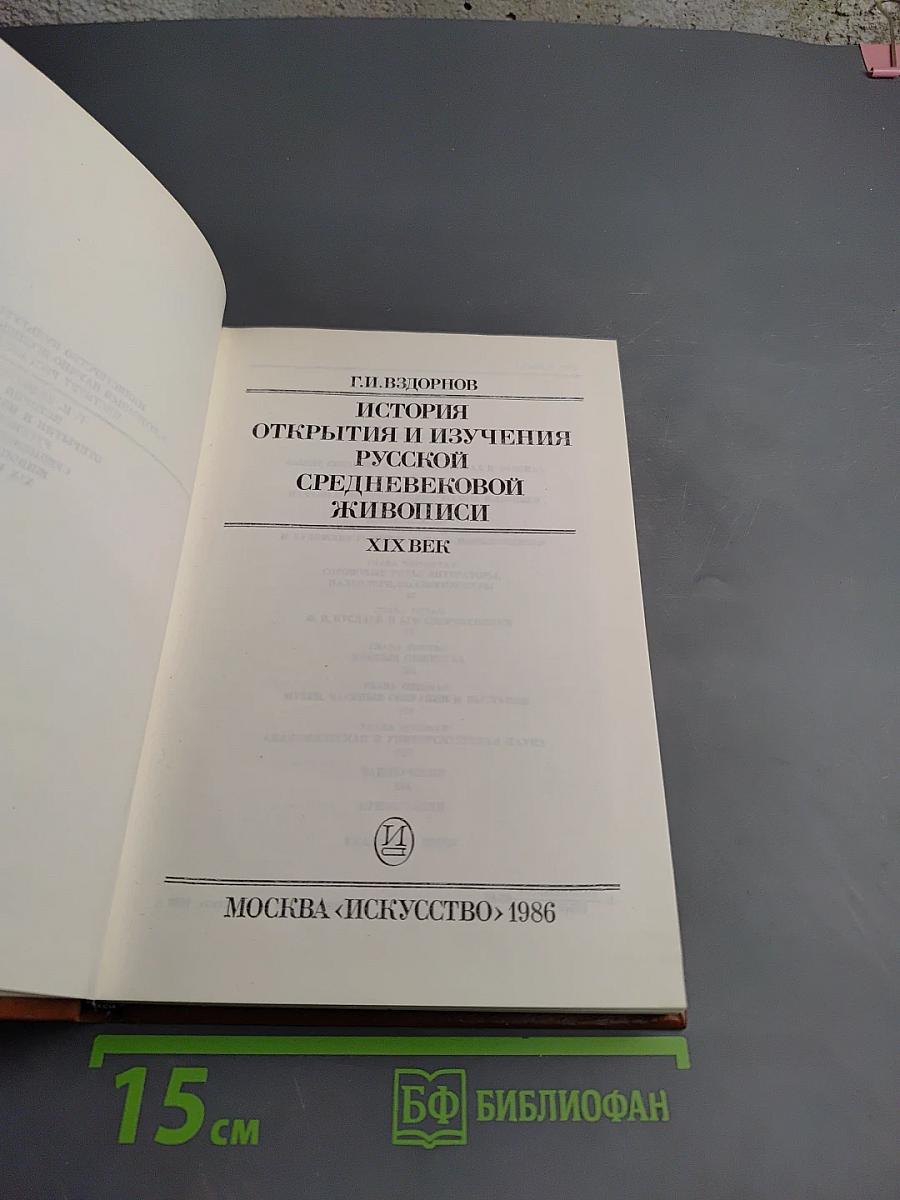 Г.И.ВЗДОРНОВ
ИСТОРИЯ
ОТКРЫТИЯ И ИЗУЧЕНИЯ
РУССКОЙ
СРЕДНЕВЕКОВОЙ
ЖИВОПИСИ
XIX ВЕК
И
МОСКВА «ИСКУССТВО» 1986
15 СМ
БФ БИБЛИОФАН